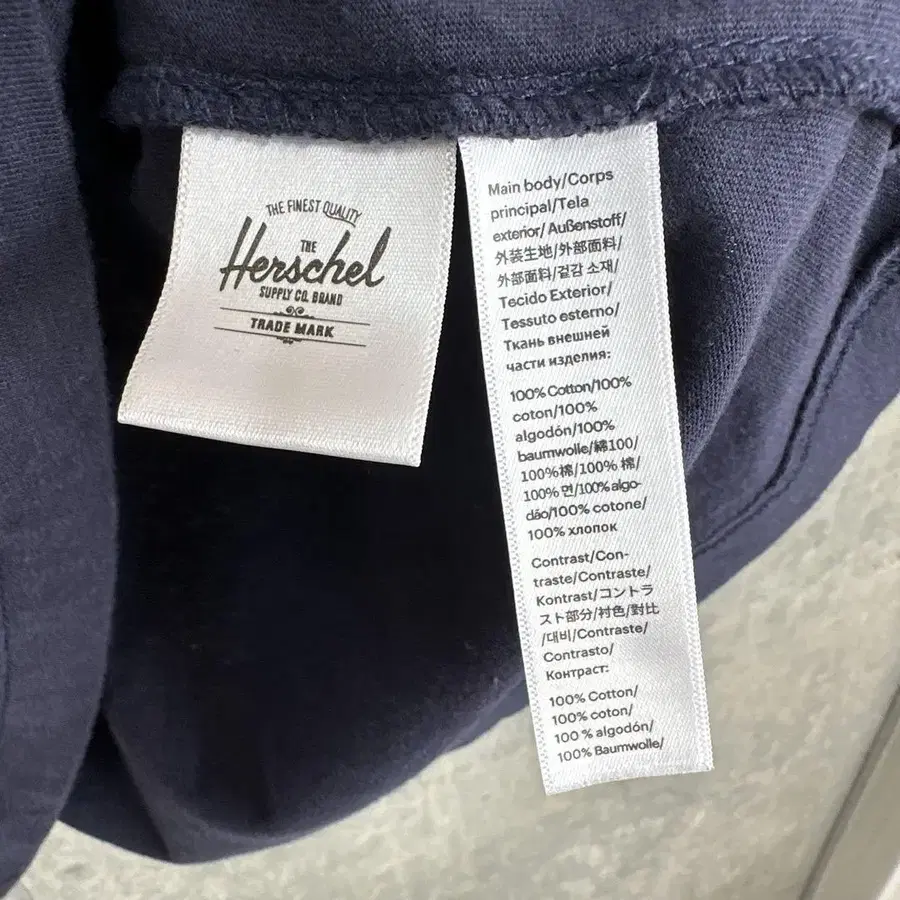 THE FINEST QUALITY
THE
Herschel
SUPPLY CO. BRAND
TRADE MARK
Main body/Corps
principal/Tela
exterior/ Außenstoff/
外装生地/外部面料/
外部面料/겉감 소재/
Tecido Exterior/
Tessuto esterno/
Ткань внешней
части изделия:
100% Cotton/100%
coton/100%
algodón/100%
baumwolle/綿100/
100%棉/100% 棉/
100% 면/100% algo-
dão/100% cotone/
100% хлопок
Contrast/Con-
traste/Contraste/
Kontrast/コントラ
スト部分/衬色/對比
/대비/Contraste/
Contrasto/
Контраст:
100% Cotton/
100% coton/
100 % algodón/
100% Baumwolle/